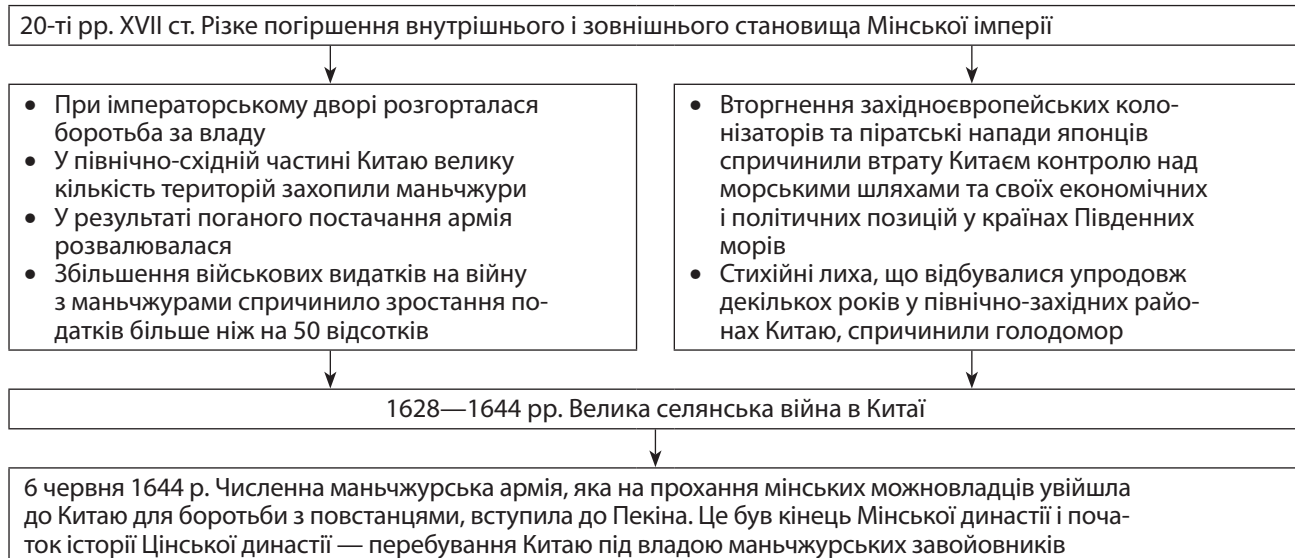 20-ті рр. XVII ст. Різке погіршення внутрішнього і зовнішнього становища Мінської імперії
• При імператорському дворі розгорталася
боротьба за владу
• У північно-східній частині Китаю велику
кількість територій захопили маньчжури
• У результаті поганого постачання армія
розвалювалася
• Збільшення військових видатків на війну
з маньчжурами спричинило зростання по-
датків більше ніж на 50 відсотків
• Вторгнення західноєвропейських коло-
нізаторів та піратські напади японців
спричинили втрату Китаєм контролю над
морськими шляхами та своїх економічних
і політичних позицій у країнах Південних
морів
• Стихійні лиха, що відбувалися упродовж
декількох років у північно-західних райо-
нах Китаю, спричинили голодомор
1628—1644 рр. Велика селянська війна в Китаї
6 червня 1644 р. Численна маньчжурська армія, яка на прохання мінських можновладців увійшла
до Китаю для боротьби з повстанцями, вступила до Пекіна. Це був кінець Мінської династії і поча-
ток історії Цінської династії — перебування Китаю під владою маньчжурських завойовників